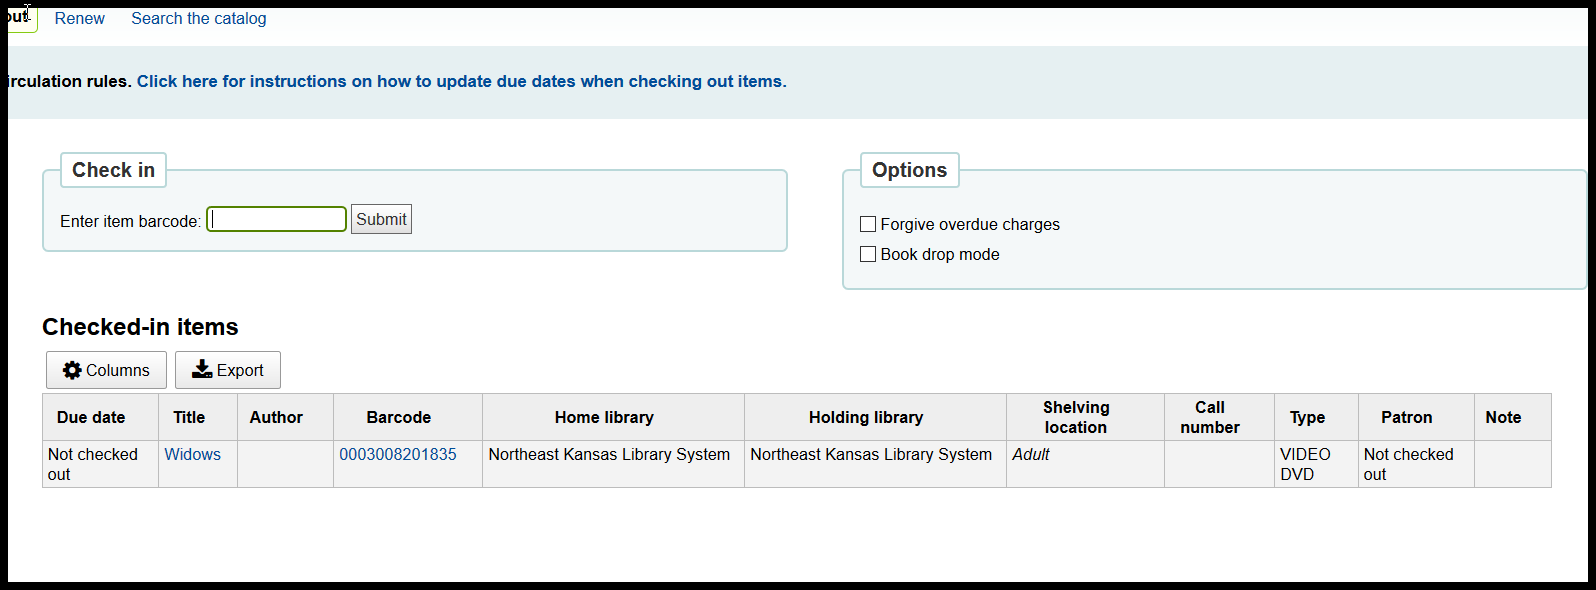 out Renew Search the catalog
irculation rules. Click here for instructions on how to update due dates when checking out items.
Check in
Enter item barcode: Submit
Options
Forgive overdue charges
Book drop mode
Checked-in items
Columns Export
Due date Title Author Barcode Home library Holding library Shelving location Call number Type Patron Note
Not checked out Widows 0003008201835 Northeast Kansas Library System Northeast Kansas Library System Adult VIDEO DVD Not checked out